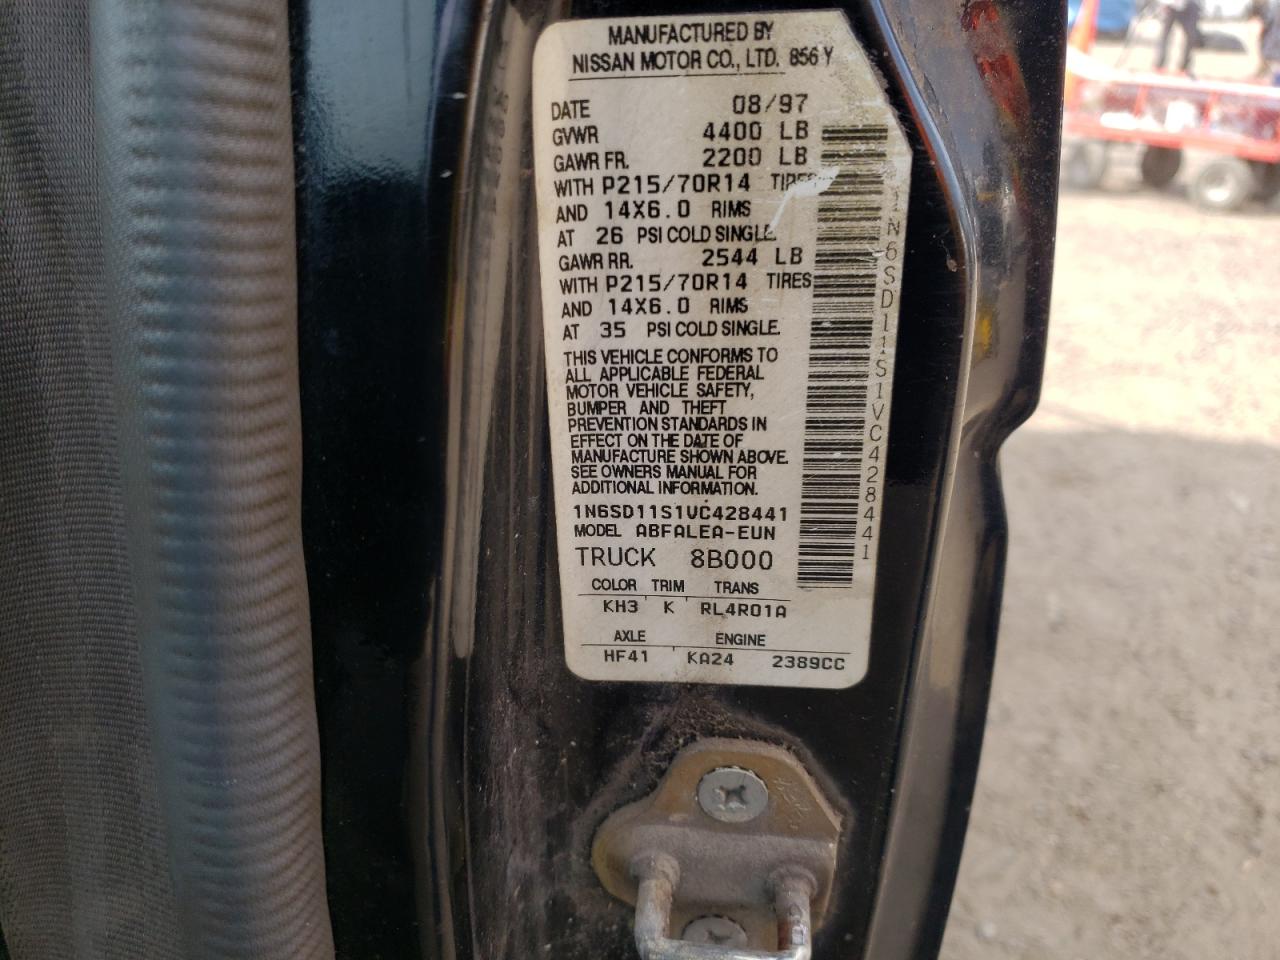 MANUFACTURED BY
NISSAN MOTOR CO., LTD. 856 Y
DATE 08/97
GVWR 4400 LB
GAWR FR. 2200 LB
WITH P215/70R14 TIRES
AND 14X6.0 RIMS
AT 26 PSI COLD SINGLE.
GAWR RR. 2544 LB
WITH P215/70R14 TIRES
AND 14X6.0 RIMS
AT 35 PSI COLD SINGLE.
THIS VEHICLE CONFORMS TO
ALL APPLICABLE FEDERAL
MOTOR VEHICLE SAFETY,
BUMPER AND THEFT
PREVENTION STANDARDS IN
EFFECT ON THE DATE OF
MANUFACTURE SHOWN ABOVE.
SEE OWNERS MANUAL FOR
ADDITIONAL INFORMATION.
1N6SD11S1VC428441
MODEL ABFALEA-EUN
TRUCK 8B000
COLOR TRIM TRANS
KH3 K RL4R01A
AXLE ENGINE
HF41 KA24 2389CC
1N6SD11S1VC428441